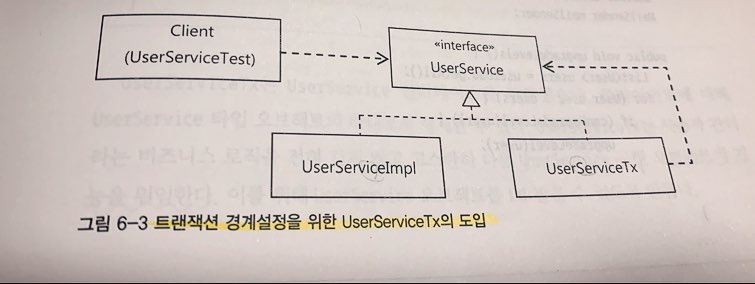 Client
(UserServiceTest)
«interface»
UserService
UserServiceImpl
UserServiceTx
그림 6-3 트랜잭션 경계설정을 위한 UserServiceTx의 도입